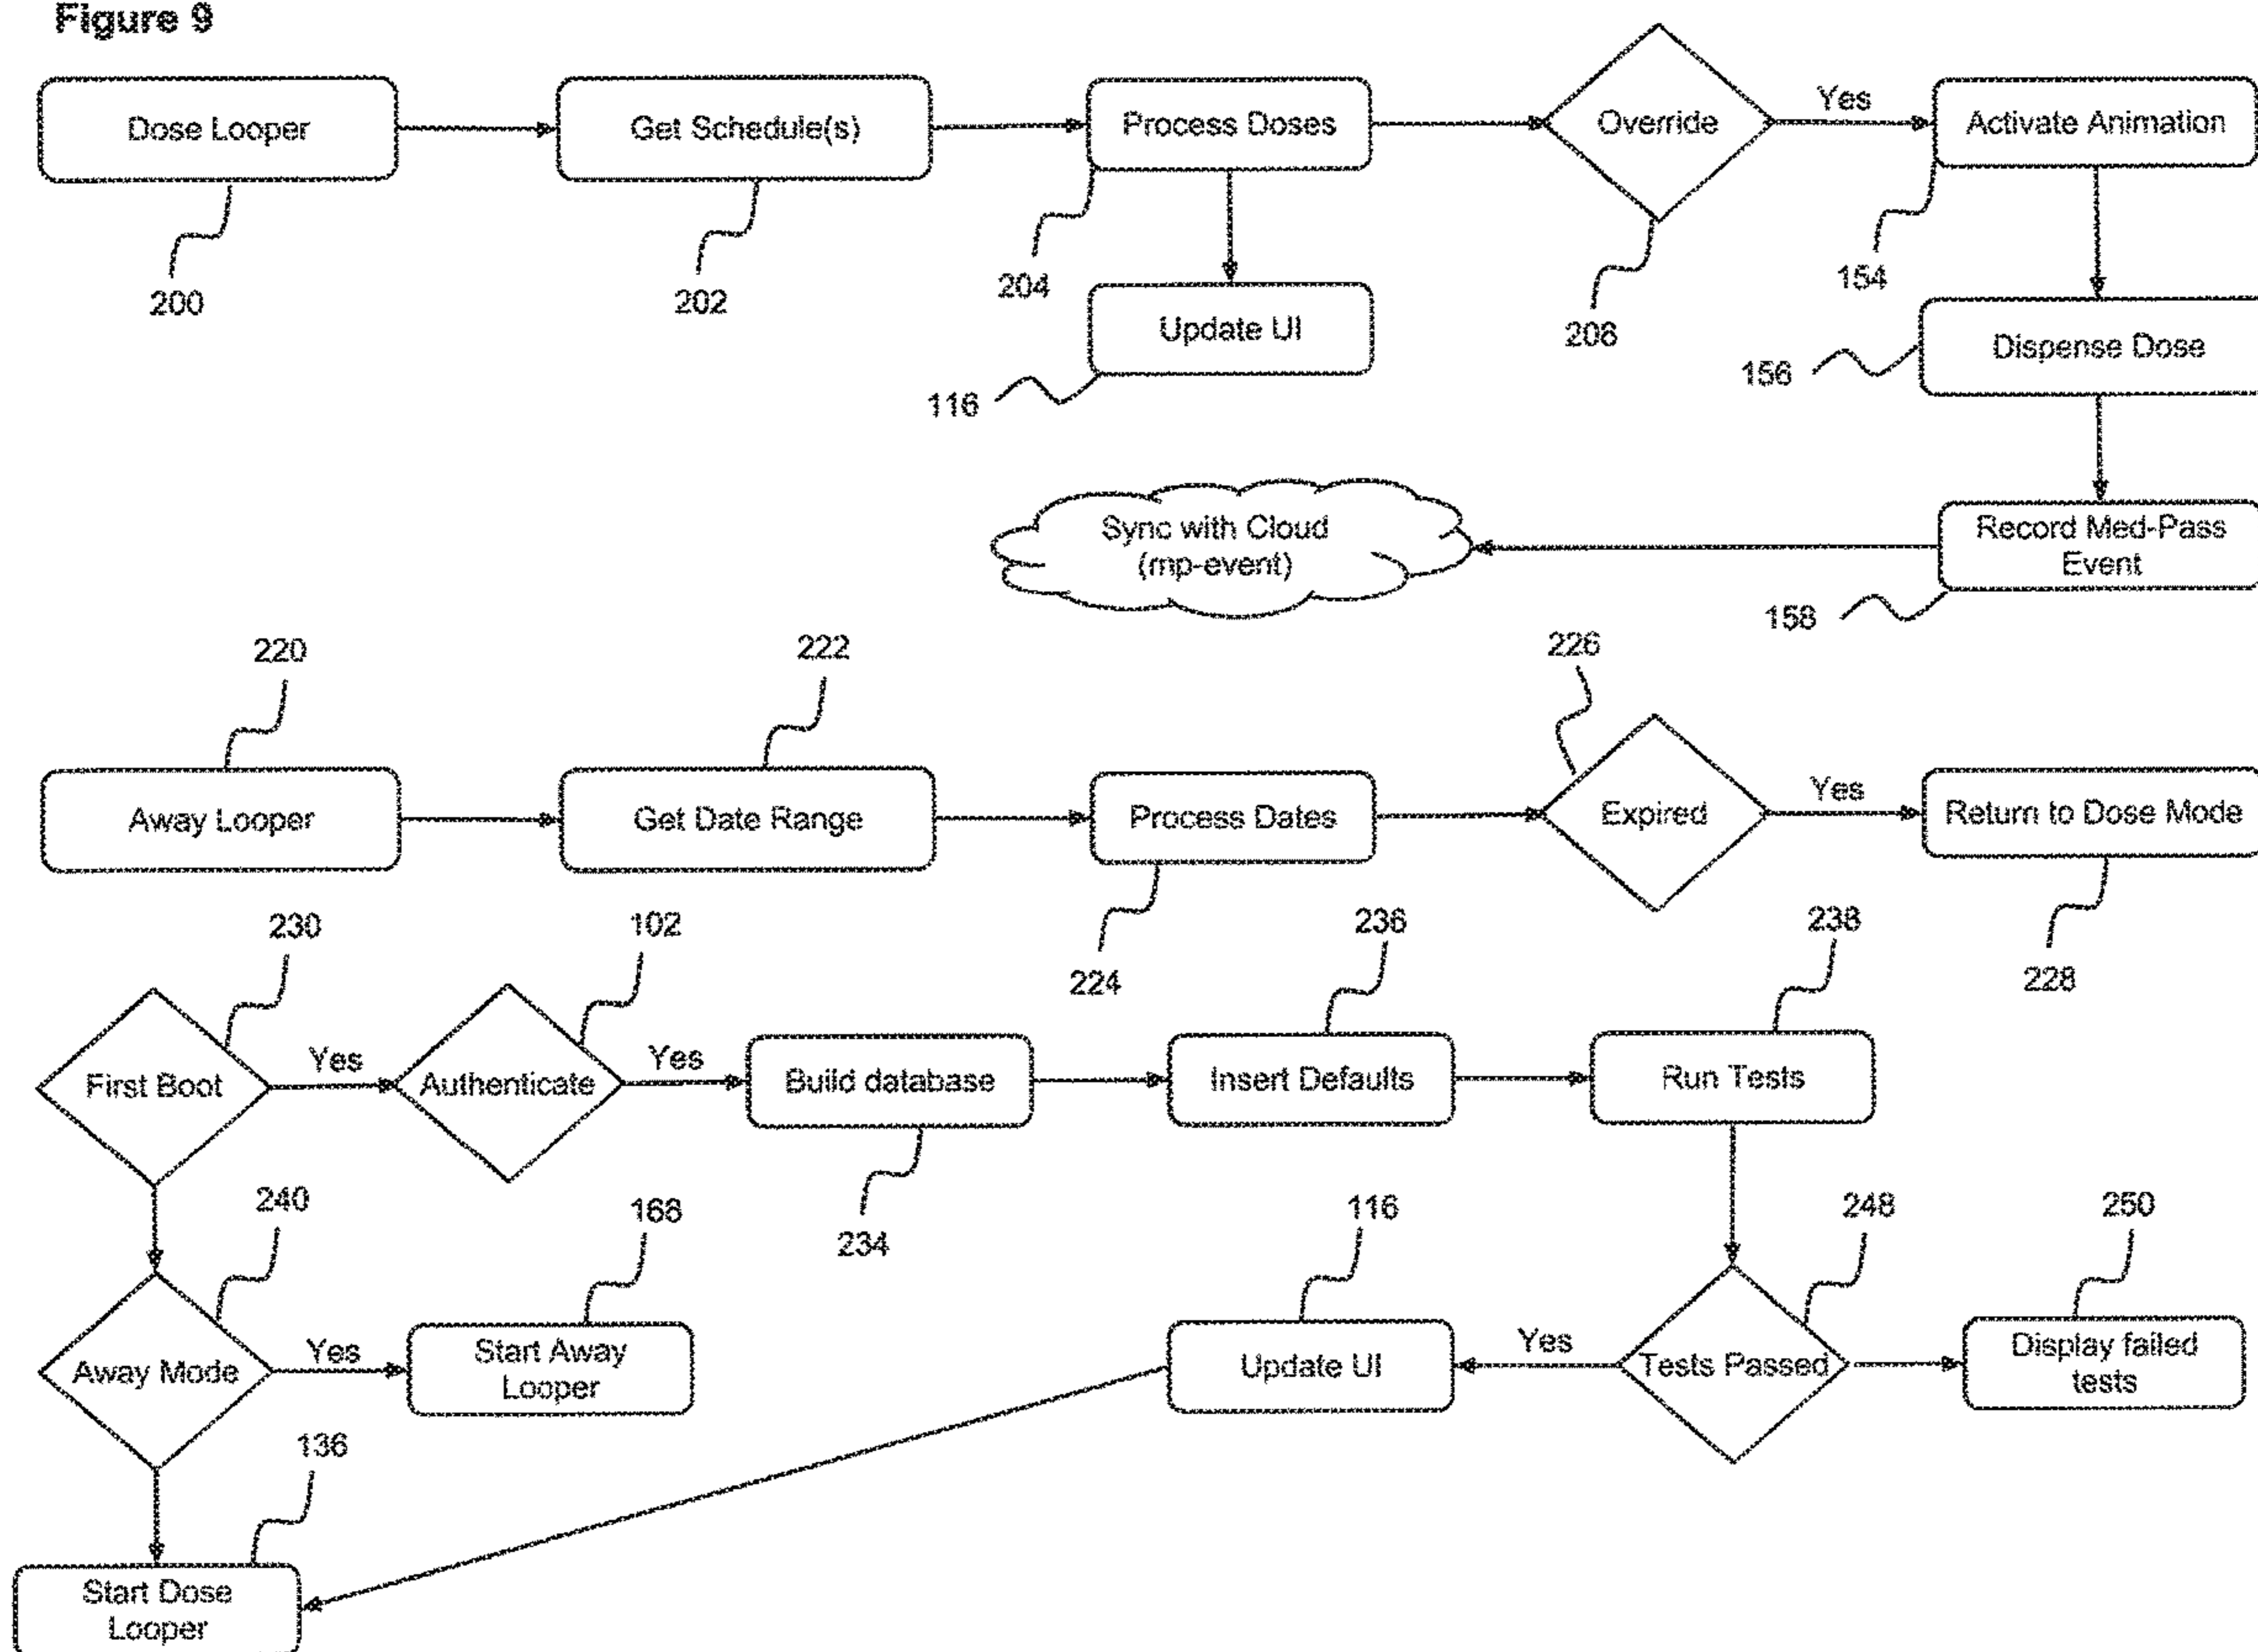 Figure 9
Dose Looper
Get Schedule(s)
Process Doses
Override
Yes
Activate Animation
200
202
204
208
154
Update UI
116
Dispense Dose
156
Sync with Cloud
(mp-event)
Record Med-Pass
Event
158
220
222
226
Away Looper
Get Date Range
Process Dates
Expired
Yes
Return to Dose Mode
224
228
230
102
236
238
First Boot
Yes
Authenticate
Yes
Build database
Insert Defaults
Run Tests
234
240
168
116
248
250
Away Mode
Yes
Start Away
Looper
Update UI
Yes
Tests Passed
Display failed
tests
136
Start Dose
Looper